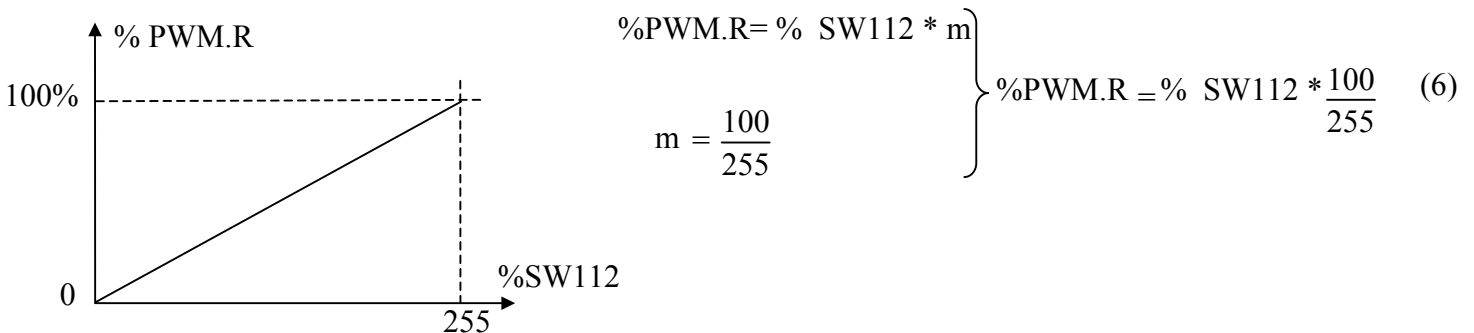 % PWM.R
100%
0
255
%SW112
%PWM.R= % SW112 * m
m = 100/255
%PWM.R = % SW112 * 100/255 (6)